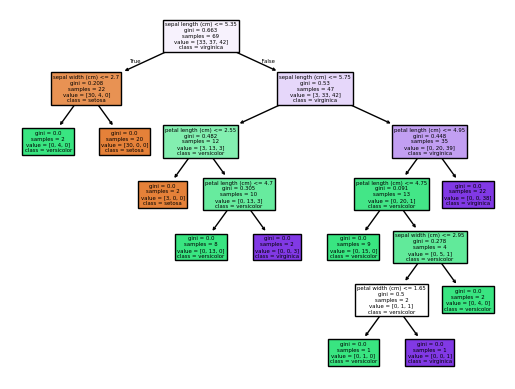 sepal length (cm) <= 5.35
gini = 0.663
samples = 69
value = [33, 37, 42]
class = virginica
True
False
sepal width (cm) <= 2.7
gini = 0.208
samples = 22
value = [30, 4, 0]
class = setosa
sepal length (cm) <= 5.75
gini = 0.53
samples = 47
value = [3, 33, 42]
class = virginica
gini = 0.0
samples = 2
value = [0, 4, 0]
class = versicolor
gini = 0.0
samples = 20
value = [30, 0, 0]
class = setosa
petal length (cm) <= 2.55
gini = 0.482
samples = 12
value = [3, 13, 3]
class = versicolor
petal length (cm) <= 4.95
gini = 0.448
samples = 35
value = [0, 20, 39]
class = virginica
gini = 0.0
samples = 2
value = [3, 0, 0]
class = setosa
petal length (cm) <= 4.7
gini = 0.305
samples = 10
value = [0, 13, 3]
class = versicolor
petal length (cm) <= 4.75
gini = 0.091
samples = 13
value = [0, 20, 1]
class = versicolor
gini = 0.0
samples = 22
value = [0, 0, 38]
class = virginica
gini = 0.0
samples = 8
value = [0, 13, 0]
class = versicolor
gini = 0.0
samples = 2
value = [0, 0, 3]
class = virginica
gini = 0.0
samples = 9
value = [0, 15, 0]
class = versicolor
sepal width (cm) <= 2.95
gini = 0.278
samples = 4
value = [0, 5, 1]
class = versicolor
petal width (cm) <= 1.65
gini = 0.5
samples = 2
value = [0, 1, 1]
class = versicolor
gini = 0.0
samples = 2
value = [0, 4, 0]
class = versicolor
gini = 0.0
samples = 1
value = [0, 1, 0]
class = versicolor
gini = 0.0
samples = 1
value = [0, 0, 1]
class = virginica